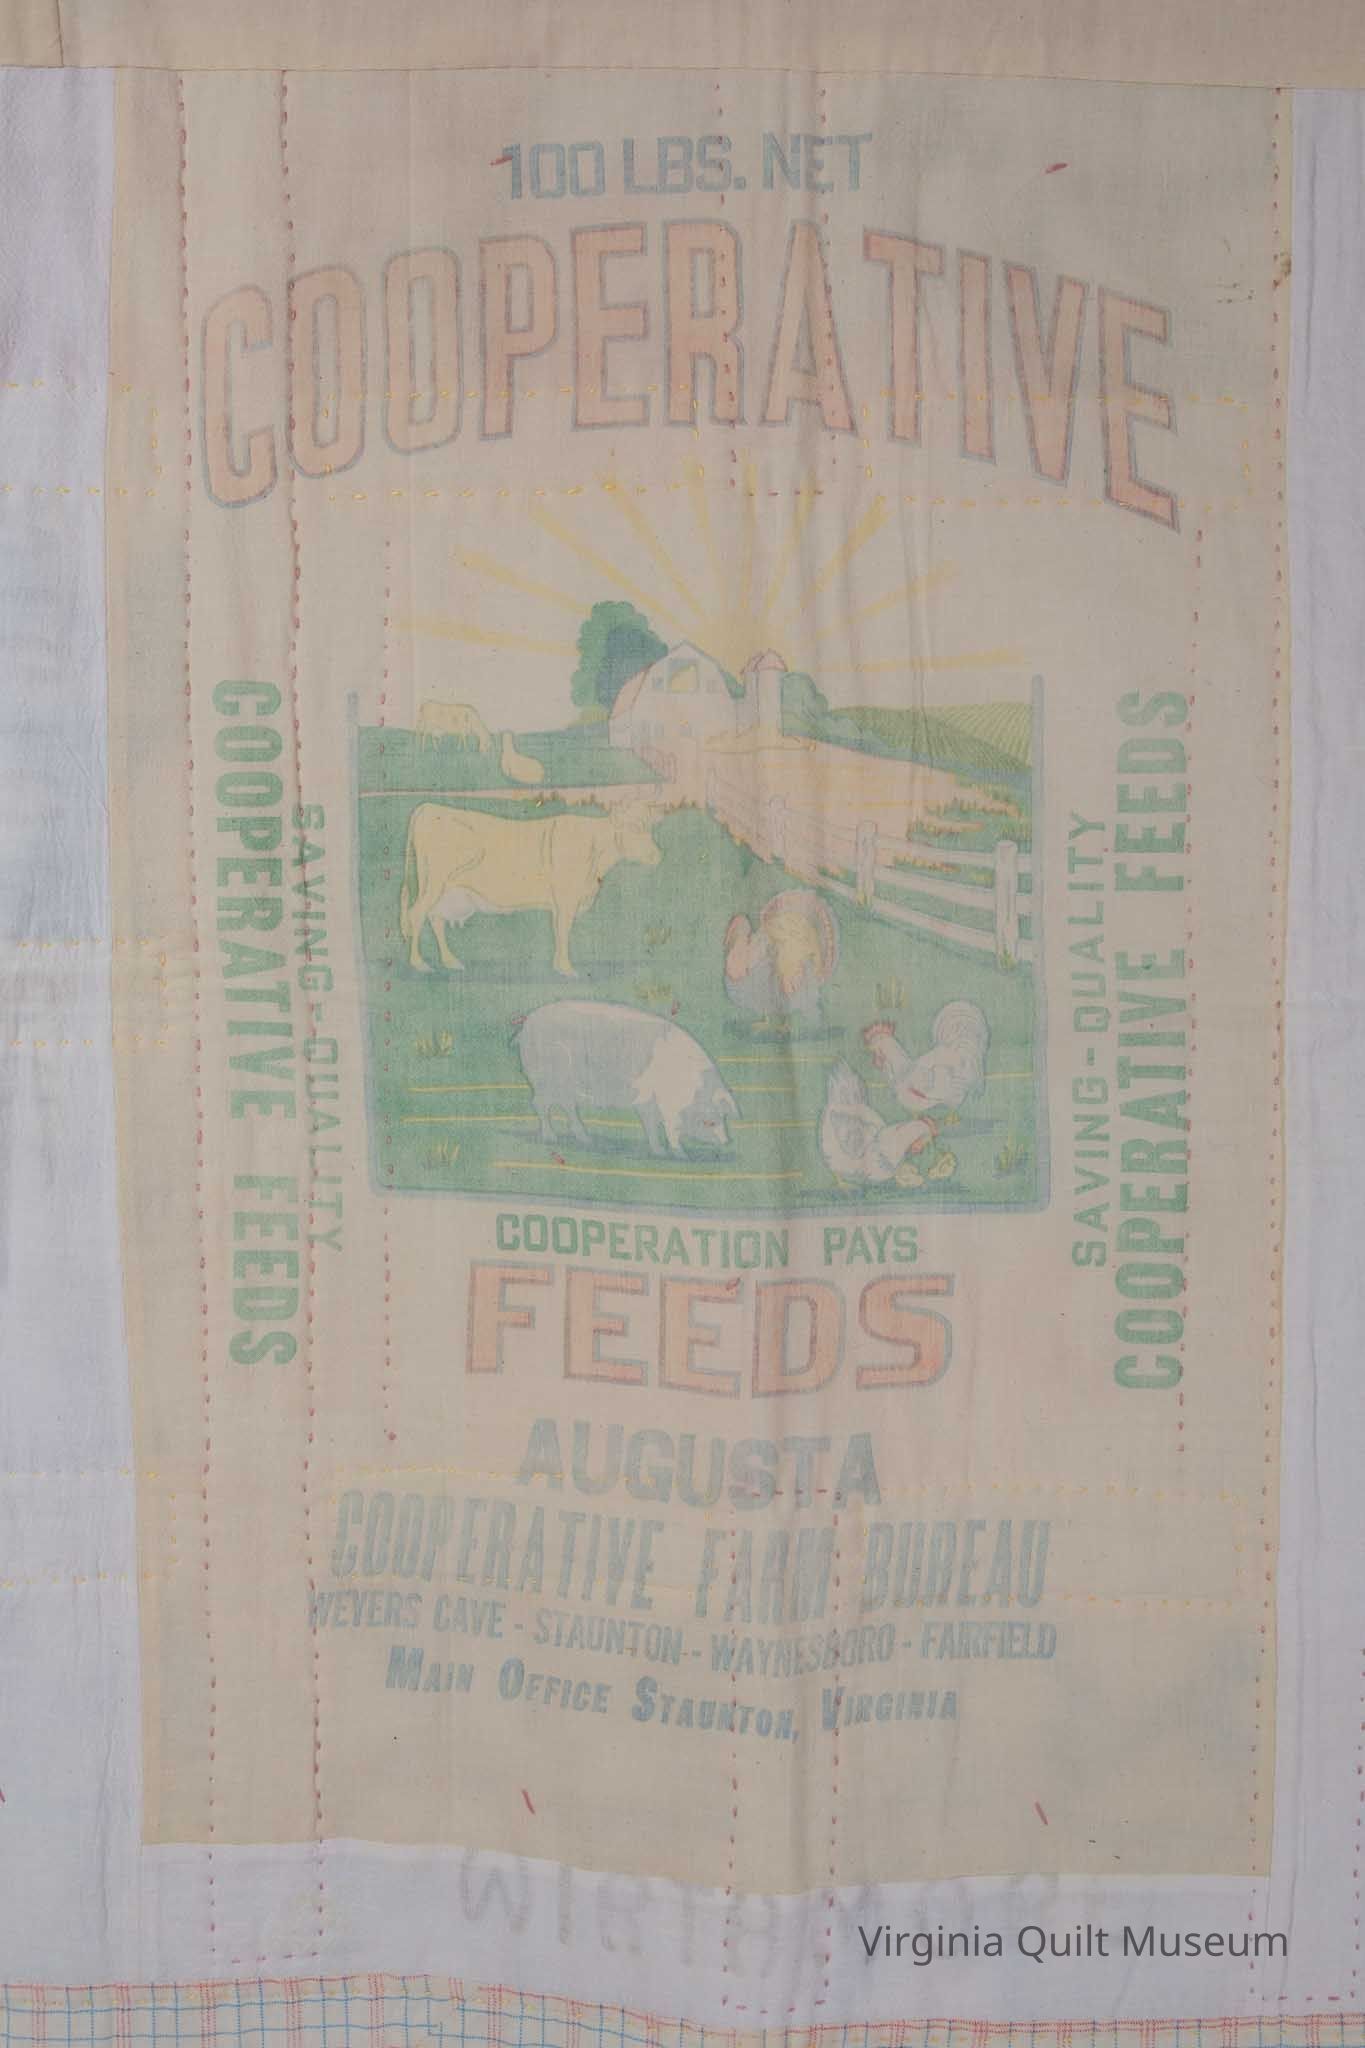 100 LBS. NET
COOPERATIVE
COOPERATIVE FEEDS
SAVING-QUALITY
SAVING-QUALITY
COOPERATIVE FEEDS
COOPERATION PAYS
FEEDS
AUGUSTA
COOPERATIVE FARM BUREAU
WEYERS CAVE - STAUNTON - WAYNESBORO - FAIRFIELD
MAIN OFFICE STAUNTON, VIRGINIA
Virginia Quilt Museum